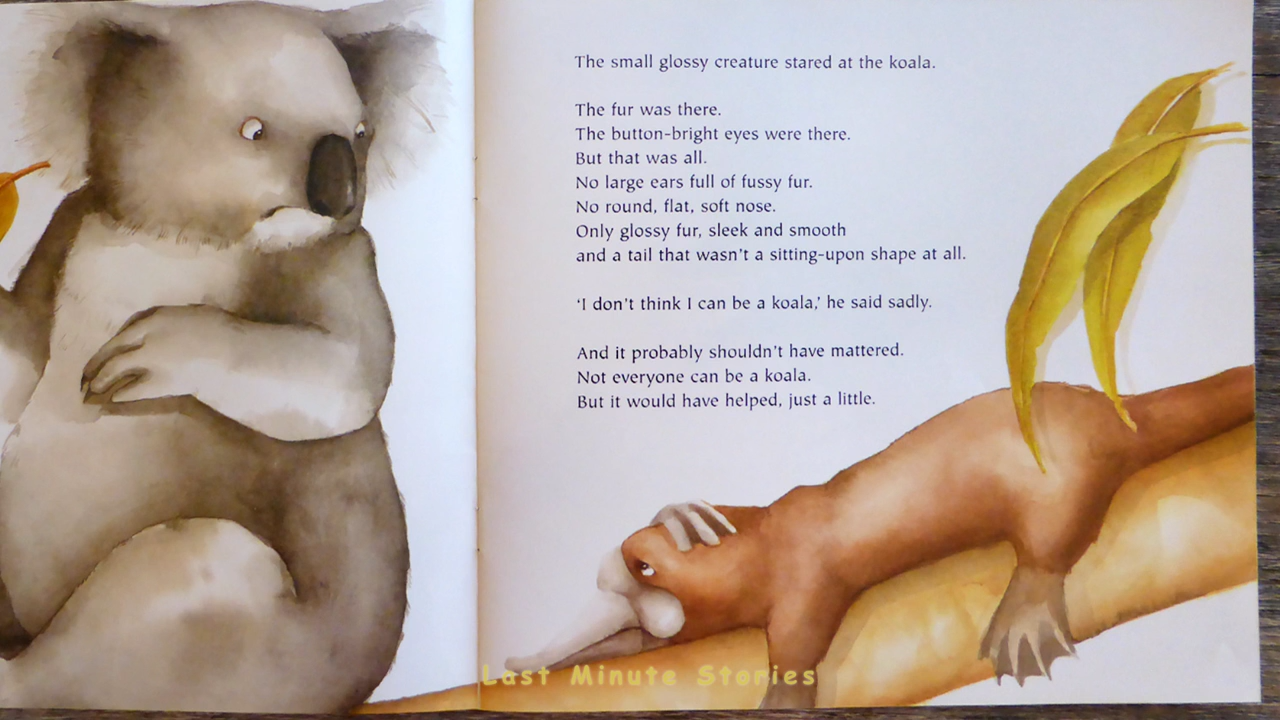 The small glossy creature stared at the koala.
The fur was there.
The button-bright eyes were there.
But that was all.
No large ears full of fussy fur.
No round, flat, soft nose.
Only glossy fur, sleek and smooth
and a tail that wasn't a sitting-upon shape at all.
‘I don't think I can be a koala,’ he said sadly.
And it probably shouldn't have mattered.
Not everyone can be a koala.
But it would have helped, just a little.
Last Minute Stories